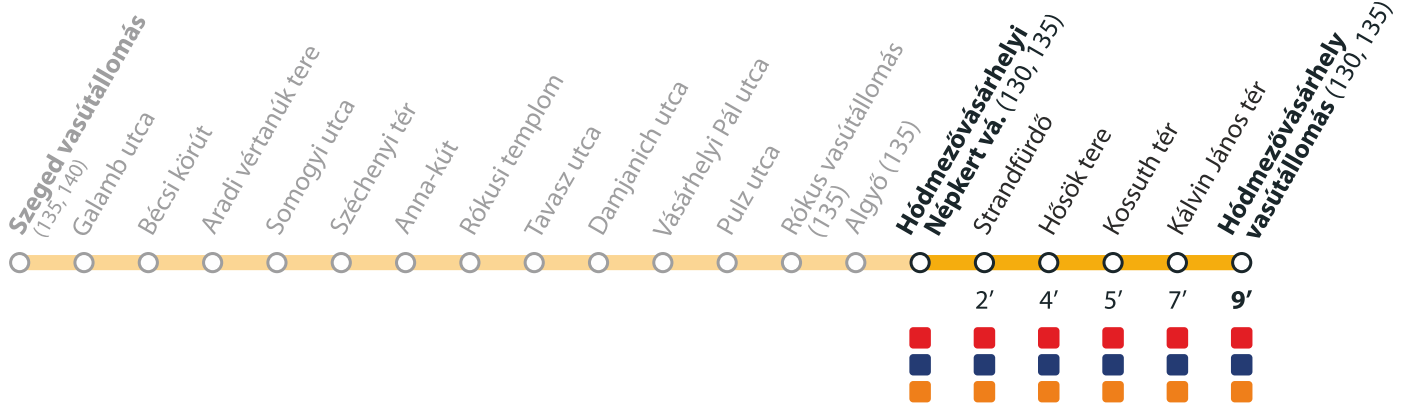 Szeged vasútállomás
(135, 140)
Galamb utca
Bécsi körút
Aradi vértanúk tere
Somogyi utca
Széchenyi tér
Anna-kút
Rókusi templom
Tavasz utca
Damjanich utca
Vásárhelyi Pál utca
Pulz utca
Rókus vasútállomás
(135)
Algyő (135)
Hódmezővásárhelyi
Népkert vá. (130, 135)
Strandfürdő
Hősök tere
Kossuth tér
Kálvin János tér
Hódmezővásárhely
vasútállomás (130, 135)
2’ 4’ 5’ 7’ 9’